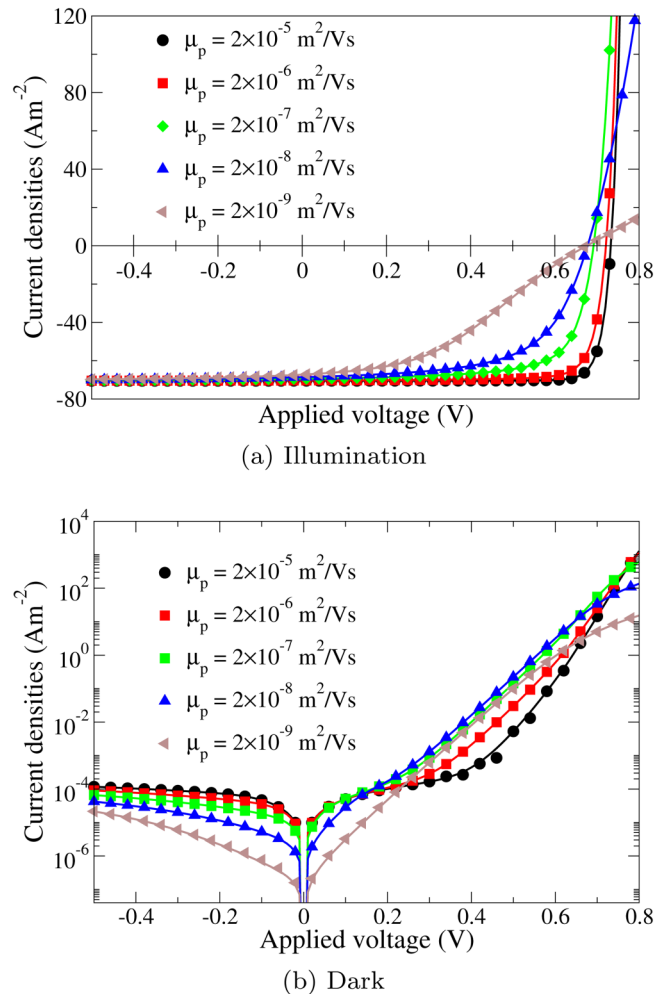 120
80
40
0
-40
-80
Current densities (Am⁻²)
μₚ = 2×10⁻⁵ m²/Vs
μₚ = 2×10⁻⁶ m²/Vs
μₚ = 2×10⁻⁷ m²/Vs
μₚ = 2×10⁻⁸ m²/Vs
μₚ = 2×10⁻⁹ m²/Vs
-0.4 -0.2 0 0.2 0.4 0.6 0.8
Applied voltage (V)
(a) Illumination
10⁴
10²
10⁰
10⁻²
10⁻⁴
10⁻⁶
Current densities (Am⁻²)
μₚ = 2×10⁻⁵ m²/Vs
μₚ = 2×10⁻⁶ m²/Vs
μₚ = 2×10⁻⁷ m²/Vs
μₚ = 2×10⁻⁸ m²/Vs
μₚ = 2×10⁻⁹ m²/Vs
-0.4 -0.2 0 0.2 0.4 0.6 0.8
Applied voltage (V)
(b) Dark